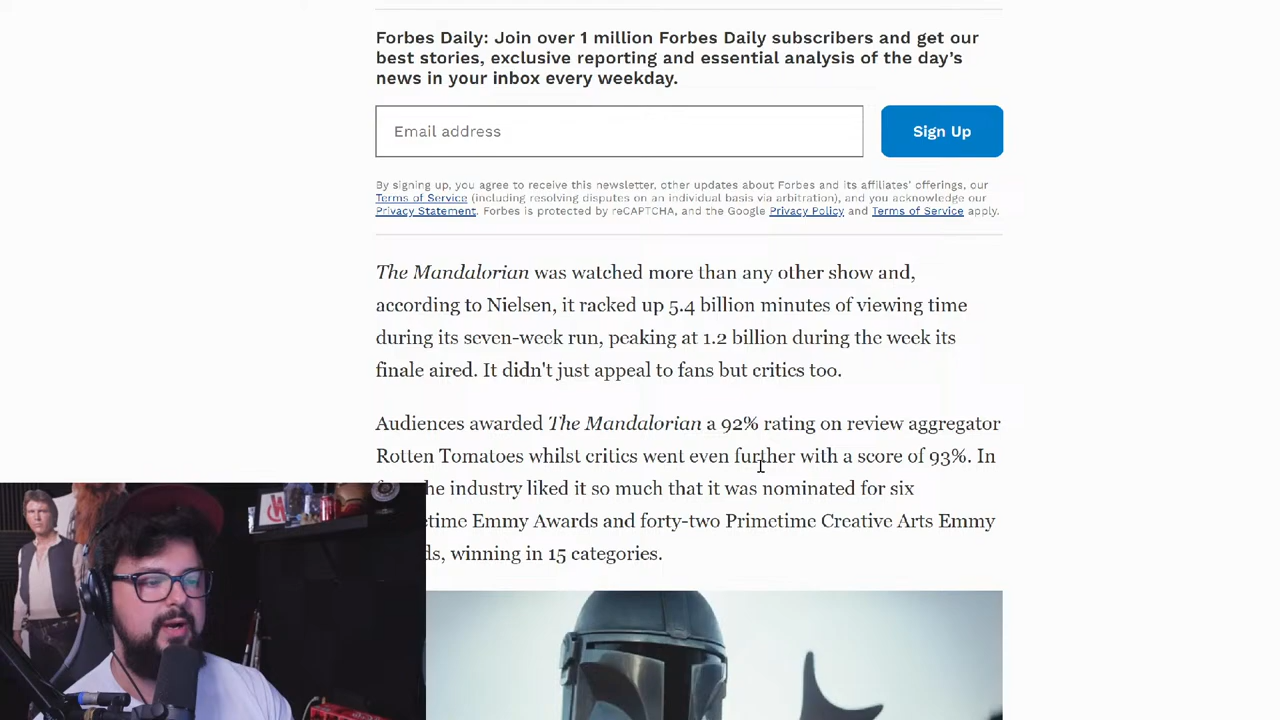 Forbes Daily: Join over 1 million Forbes Daily subscribers and get our
best stories, exclusive reporting and essential analysis of the day's
news in your inbox every weekday.
Email address
Sign Up
By signing up, you agree to receive this newsletter, other updates about Forbes and its affiliates' offerings, our
Terms of Service (including resolving disputes on an individual basis via arbitration), and you acknowledge our
Privacy Statement. Forbes is protected by reCAPTCHA, and the Google Privacy Policy and Terms of Service apply.
The Mandalorian was watched more than any other show and,
according to Nielsen, it racked up 5.4 billion minutes of viewing time
during its seven-week run, peaking at 1.2 billion during the week its
finale aired. It didn't just appeal to fans but critics too.
Audiences awarded The Mandalorian a 92% rating on review aggregator
Rotten Tomatoes whilst critics went even further with a score of 93%. In
the industry liked it so much that it was nominated for six
Emmy Awards and forty-two Primetime Creative Arts Emmy
winning in 15 categories.